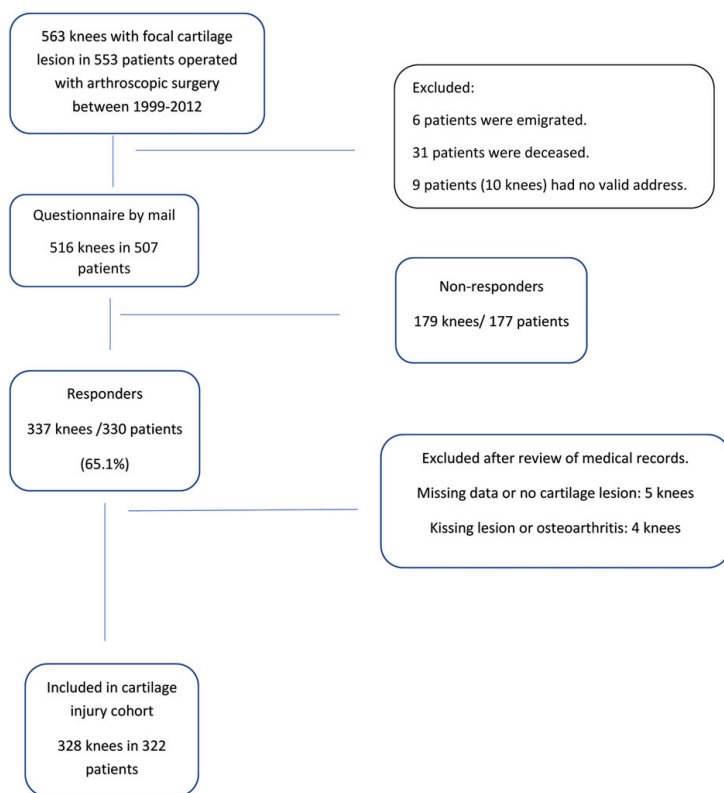 563 knees with focal cartilage
lesion in 553 patients operated
with arthroscopic surgery
between 1999-2012
Excluded:
6 patients were emigrated.
31 patients were deceased.
9 patients (10 knees) had no valid address.
Questionnaire by mail
516 knees in 507
patients
Non-responders
179 knees/ 177 patients
Responders
337 knees /330 patients
(65.1%)
Excluded after review of medical records.
Missing data or no cartilage lesion: 5 knees
Kissing lesion or osteoarthritis: 4 knees
Included in cartilage
injury cohort
328 knees in 322
patients